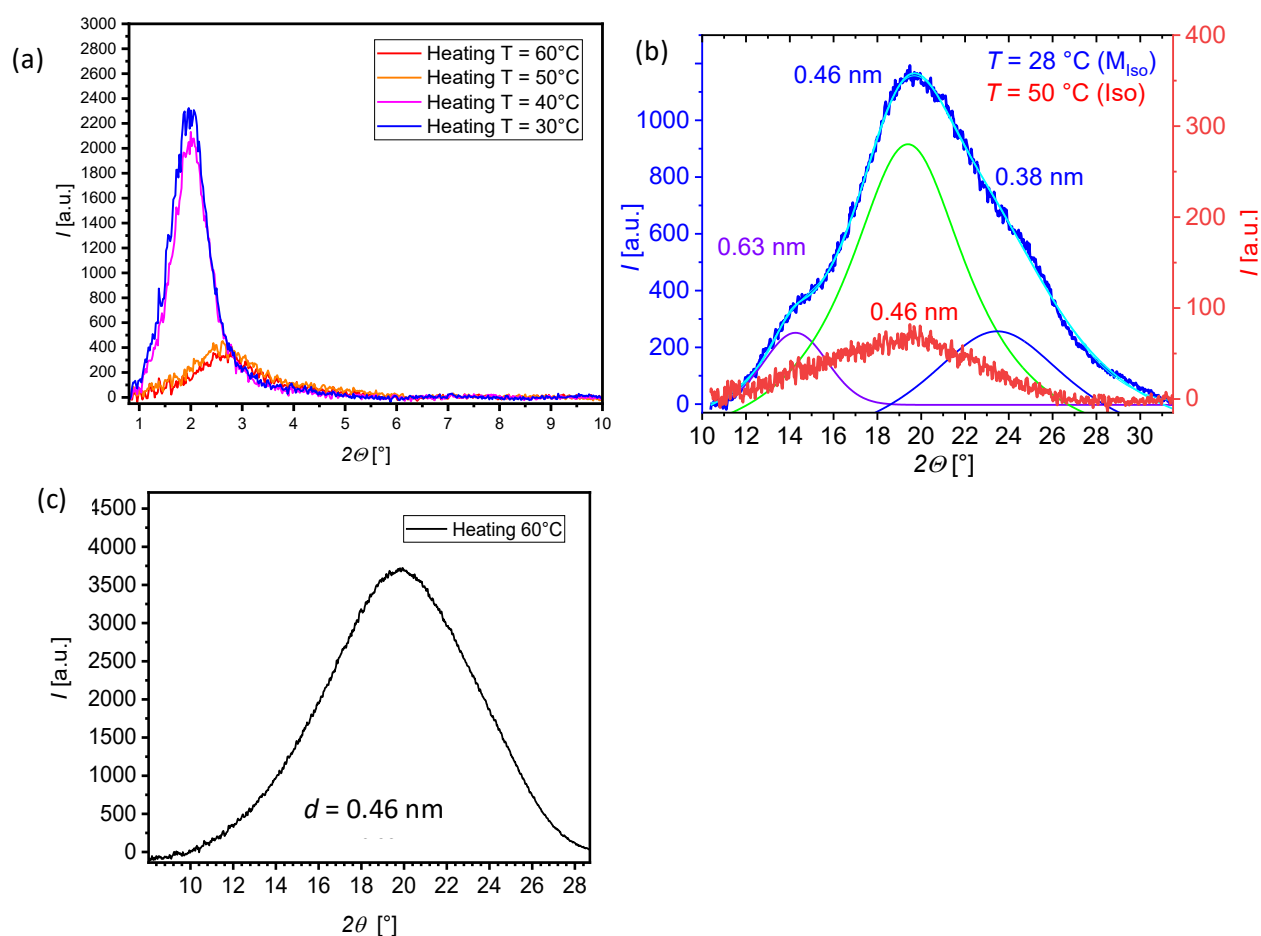 (a)
3000
2800
2600
2400
2200
2000
1800
1600
1400
1200
1000
800
600
400
200
0
I [a.u.]
Heating T = 60°C
Heating T = 50°C
Heating T = 40°C
Heating T = 30°C
1 2 3 4 5 6 7 8 9 10
2Θ [°]
(b)
1000
800
600
400
200
0
I [a.u.]
T = 28 °C (MIso)
T = 50 °C (Iso)
0.46 nm
0.38 nm
0.63 nm
0.46 nm
400
300
200
100
0
I [a.u.]
10 12 14 16 18 20 22 24 26 28 30
2Θ [°]
(c)
4500
4000
3500
3000
2500
2000
1500
1000
500
0
I [a.u.]
Heating 60°C
d = 0.46 nm
10 12 14 16 18 20 22 24 26 28
2θ [°]